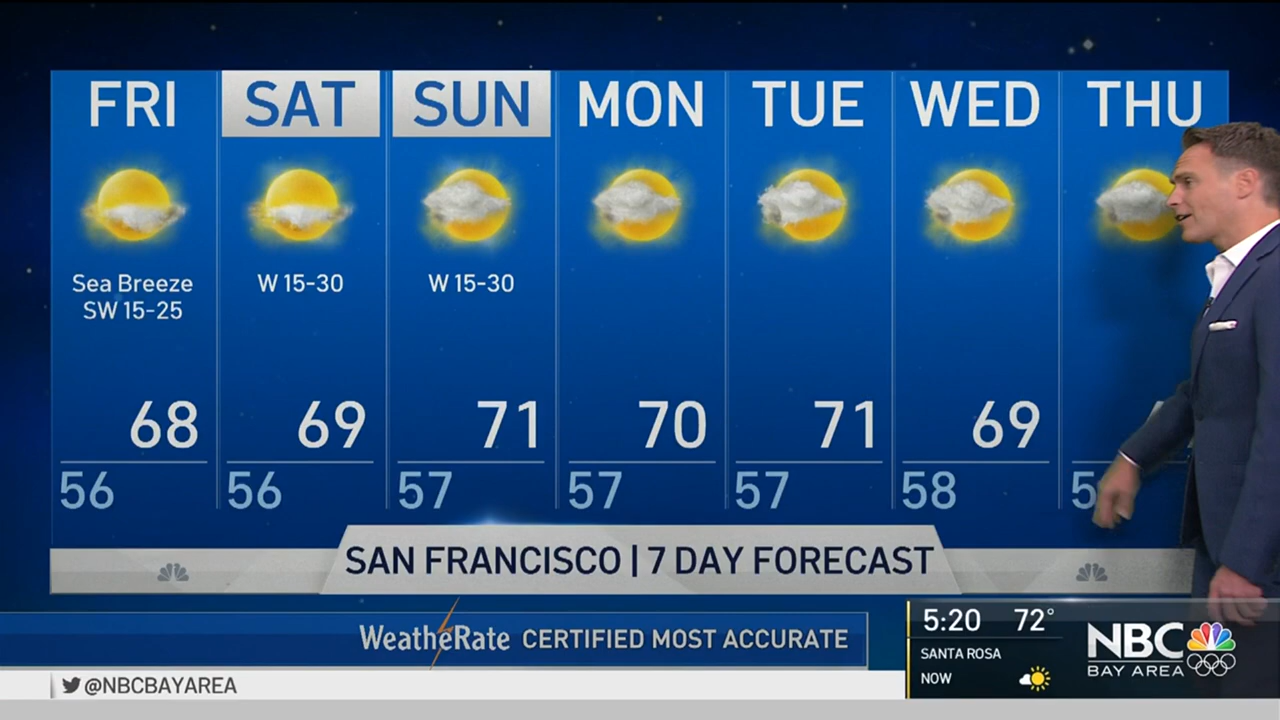 FRI SAT SUN MON TUE WED THU
Sea Breeze
SW 15-25
W 15-30
W 15-30
68 69 71 70 71 69
56 56 57 57 57 58
SAN FRANCISCO | 7 DAY FORECAST
WeatheRate CERTIFIED MOST ACCURATE
5:20 72°
SANTA ROSA
NOW
NBC
BAY AREA
@NBCBAYAREA